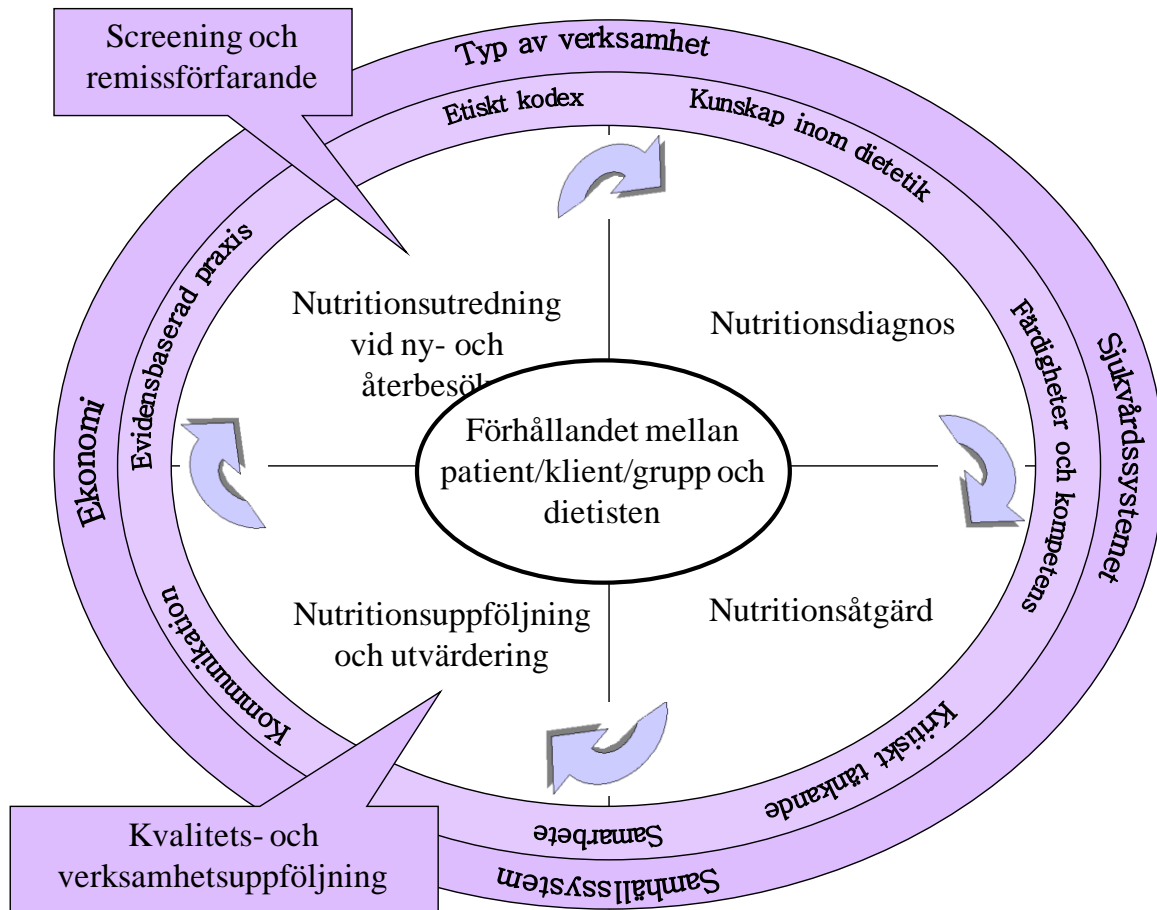 Screening och
remissförfarande
Typ av verksamhet
Etiskt kodex
Kunskap inom dietetik
Evidensbaserad praxis
Nutritionsutredning
vid ny- och
återbesök
Nutritionsdiagnos
Färdigheter och kompetens
Sjukvårdssystemet
Ekonomi
Förhållandet mellan
patient/klient/grupp och
dietisten
Nutritionsuppföljning
och utvärdering
Nutritionsåtgärd
Kommunikation
Kritiskt tänkande
Samarbete
Samhällssystem
Kvalitets- och
verksamhetsuppföljning